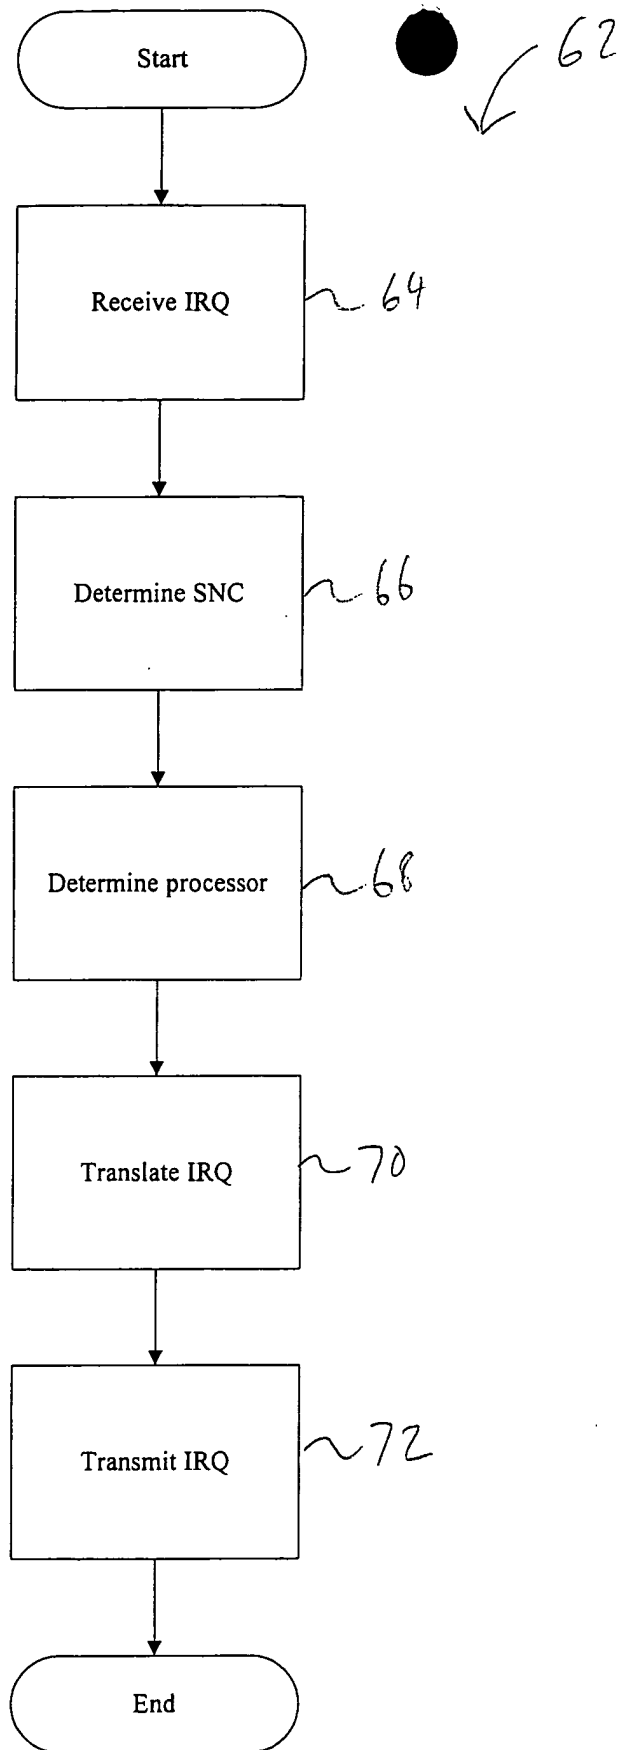 Start
62
Receive IRQ
64
Determine SNC
66
Determine processor
68
Translate IRQ
70
Transmit IRQ
72
End